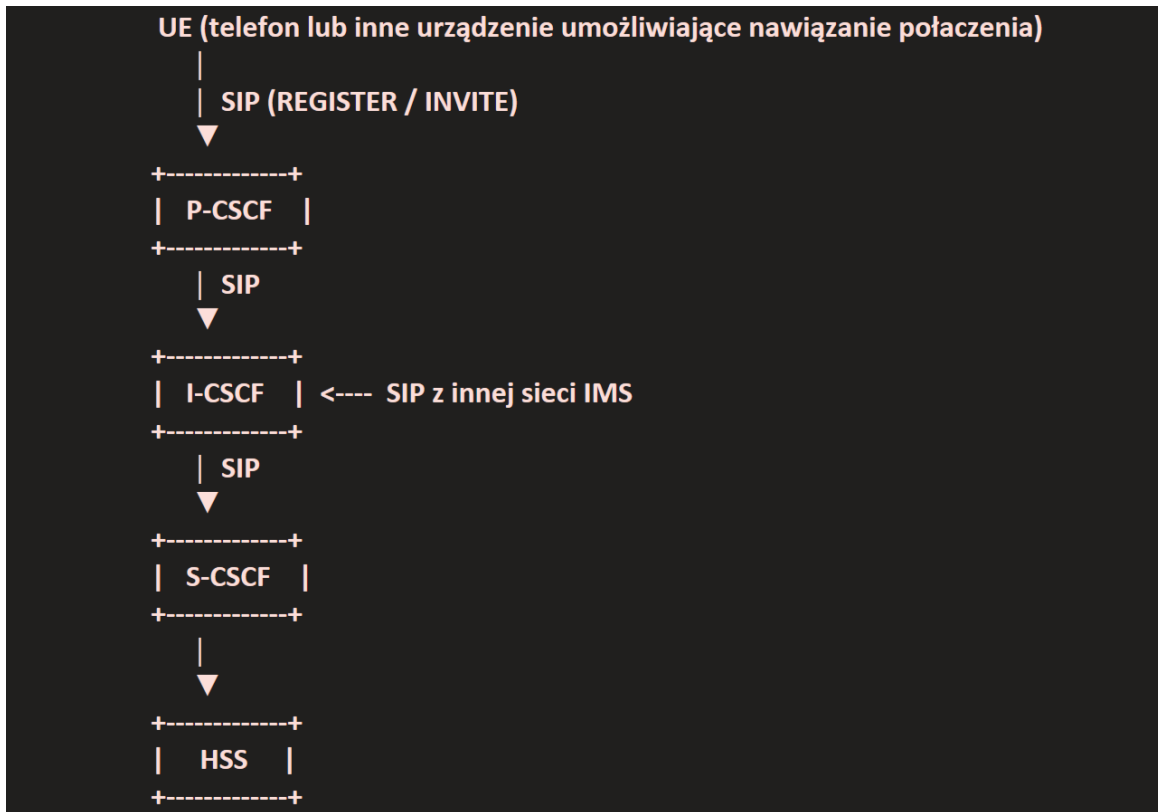 UE (telefon lub inne urządzenie umożliwiające nawiązanie połaczenia)
|
| SIP (REGISTER / INVITE)
▼
+-------------+
| P-CSCF |
+-------------+
| SIP
▼
+-------------+
| I-CSCF | <---- SIP z innej sieci IMS
+-------------+
| SIP
▼
+-------------+
| S-CSCF |
+-------------+
|
▼
+-------------+
| HSS |
+-------------+